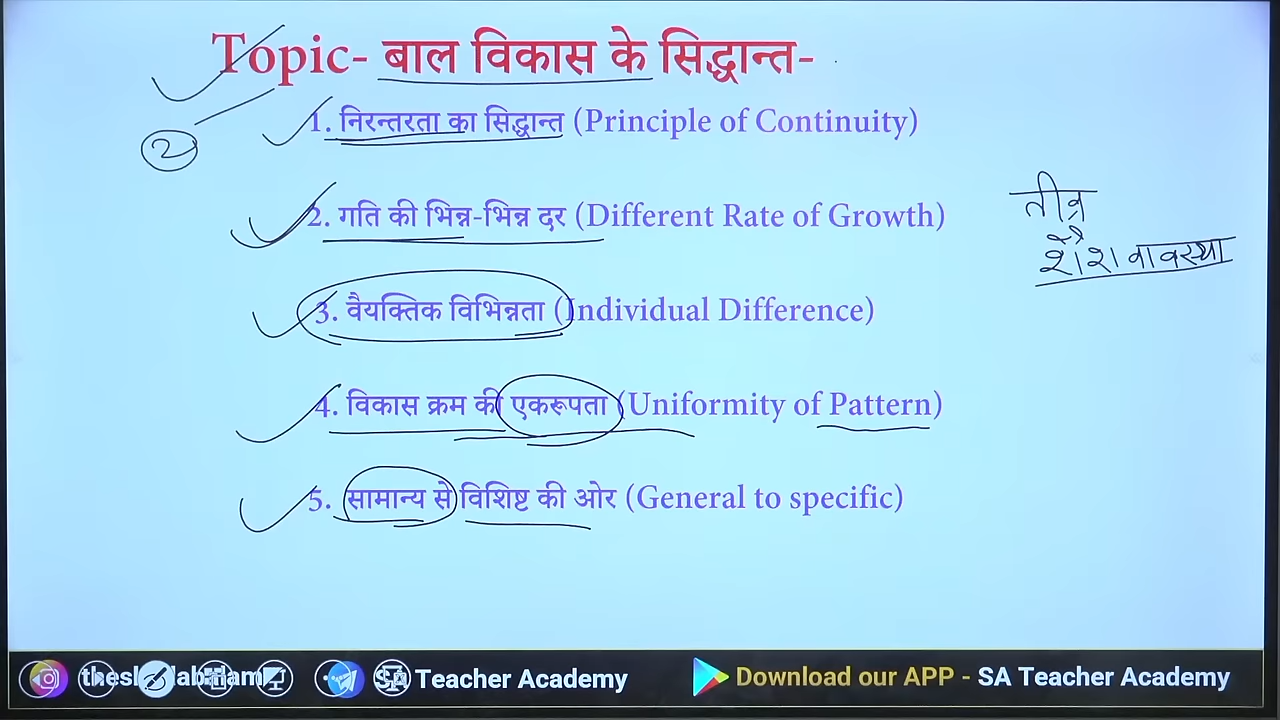 Topic- बाल विकास के सिद्धान्त-
2
1. निरन्तरता का सिद्धान्त (Principle of Continuity)
2. गति की भिन्न-भिन्न दर (Different Rate of Growth)
तीव्र
शैशवावस्था
3. वैयक्तिक विभिन्नता (Individual Difference)
4. विकास क्रम की एकरूपता (Uniformity of Pattern)
5. सामान्य से विशिष्ट की ओर (General to specific)
SA Teacher Academy
Download our APP - SA Teacher Academy